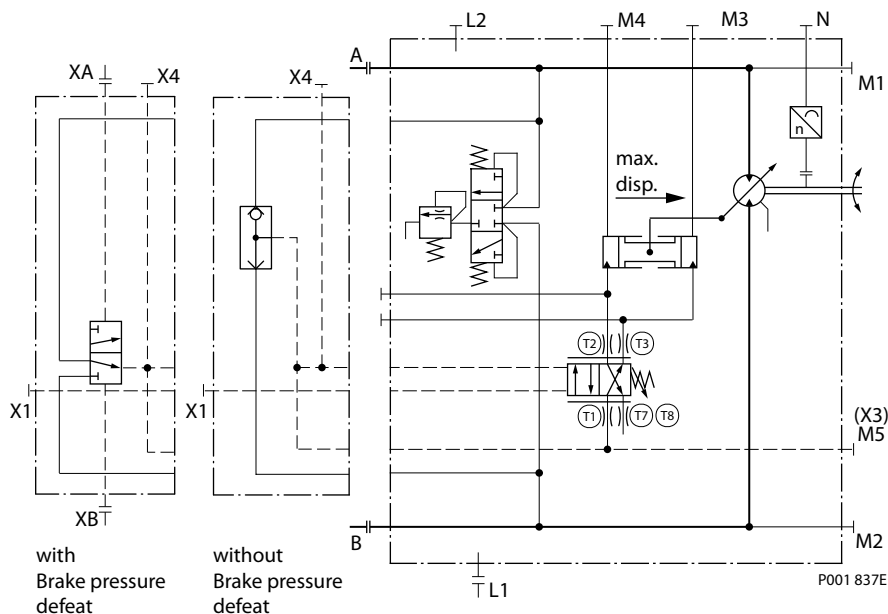 L2
M4
M3
N
XA
X4
X4
A
M1
n
max.
disp.
T2
T3
X1
X1
T1
T7
T8
(X3)
M5
XB
B
M2
L1
with
Brake pressure
defeat
without
Brake pressure
defeat
P001 837E